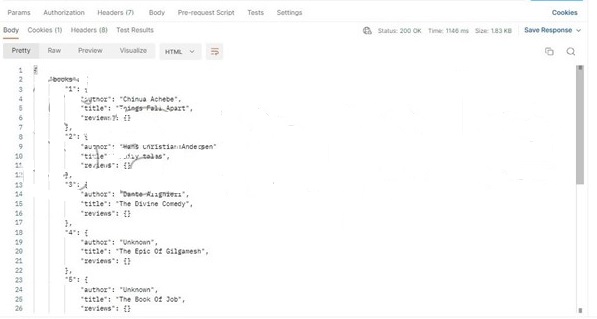 Params Authorization Headers (7) Body Pre-request Script Tests Settings Cookies
Body Cookies (1) Headers (8) Test Results Status: 200 OK Time: 1146 ms Size: 1.83 KB Save Response
Pretty Raw Preview Visualize HTML
1 {
2 "books":
3 "1": {
4 "author": "Chinua Achebe",
5 "title": "Things Fall Apart",
6 "reviews": {}
7 },
8 "2": {
9 "author": "Hans Christian Andersen"
10 "title" tales",
11 "reviews": {}
12 },
13 "3": {
14 "author": "Dante Alighieri",
15 "title": "The Divine Comedy",
16 "reviews": {}
17 },
18 "4": {
19 "author": "Unknown",
20 "title": "The Epic Of Gilgamesh",
21 "reviews": {}
22 },
23 "5": {
24 "author": "Unknown",
25 "title": "The Book Of Job",
26 "reviews": {}